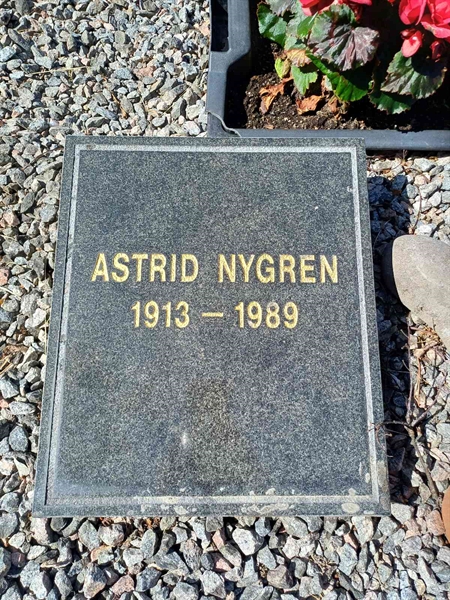 ASTRID NYGREN
1913 – 1989